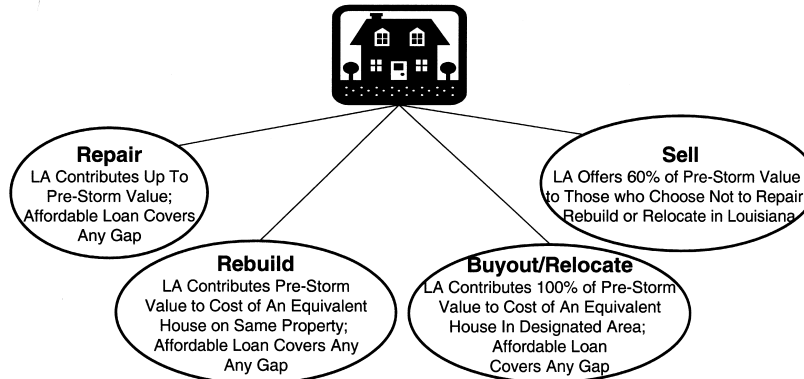 Repair
LA Contributes Up To
Pre-Storm Value;
Affordable Loan Covers
Any Gap
Rebuild
LA Contributes Pre-Storm
Value to Cost of An Equivalent
House on Same Property;
Affordable Loan Covers Any
Any Gap
Buyout/Relocate
LA Contributes 100% of Pre-Storm
Value to Cost of An Equivalent
House In Designated Area;
Affordable Loan
Covers Any Gap
Sell
LA Offers 60% of Pre-Storm Value
to Those who Choose Not to Repair
Rebuild or Relocate in Louisiana